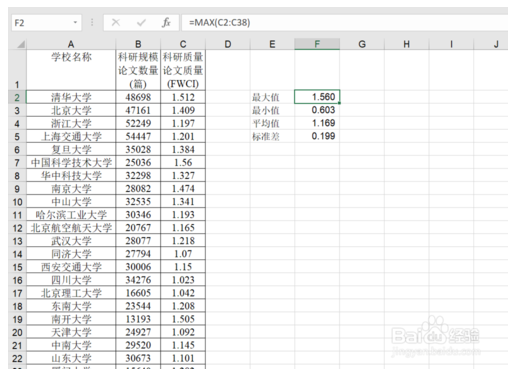 F2 fx =MAX(C2:C38)
A B C D E F G H I J
1 学校名称 科研规模 科研质量
论文数量 论文质量
(篇) (FWCI)
2 清华大学 48698 1.512 最大值 1.560
3 北京大学 47161 1.409 最小值 0.603
4 浙江大学 52249 1.197 平均值 1.169
5 上海交通大学 54447 1.201 标准差 0.199
6 复旦大学 35028 1.384
7 中国科学技术大学 25036 1.56
8 华中科技大学 32298 1.327
9 南京大学 28082 1.474
10 中山大学 32535 1.341
11 哈尔滨工业大学 30346 1.193
12 北京航空航天大学 20767 1.165
13 武汉大学 28077 1.218
14 同济大学 27794 1.07
15 西安交通大学 30006 1.15
16 四川大学 34276 1.023
17 北京理工大学 16605 1.042
18 东南大学 23544 1.208
19 南开大学 13193 1.505
20 天津大学 24927 1.092
21 中南大学 29520 1.145
22 山东大学 30673 1.101
Baidu 经验
jingyan.baidu.com